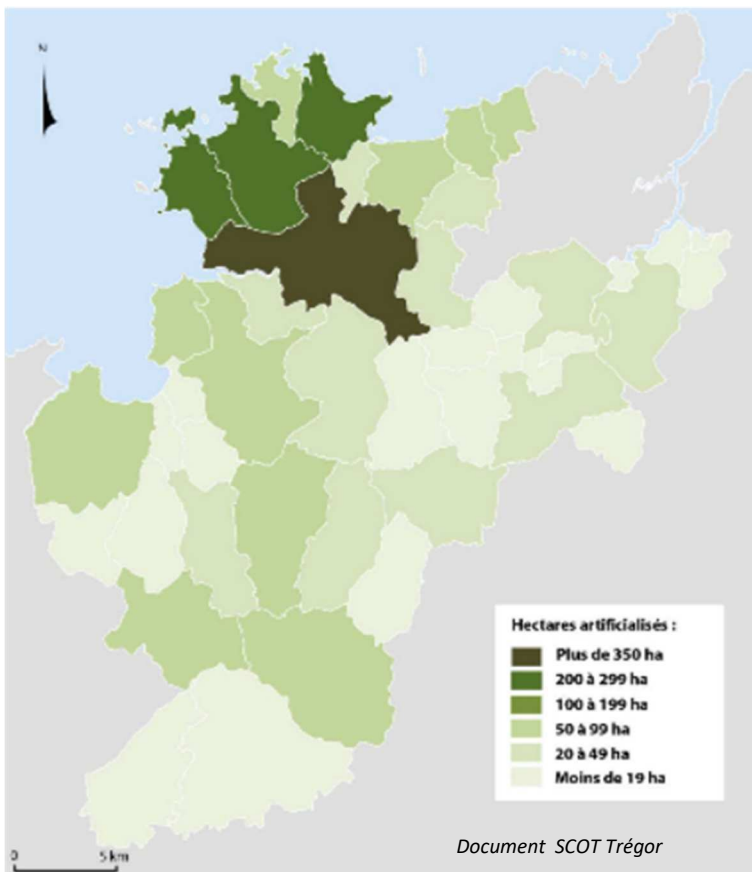 N
Hectares artificialisés :
Plus de 350 ha
200 à 299 ha
100 à 199 ha
50 à 99 ha
20 à 49 ha
Moins de 19 ha
Document SCOT Trégor
0 5 km